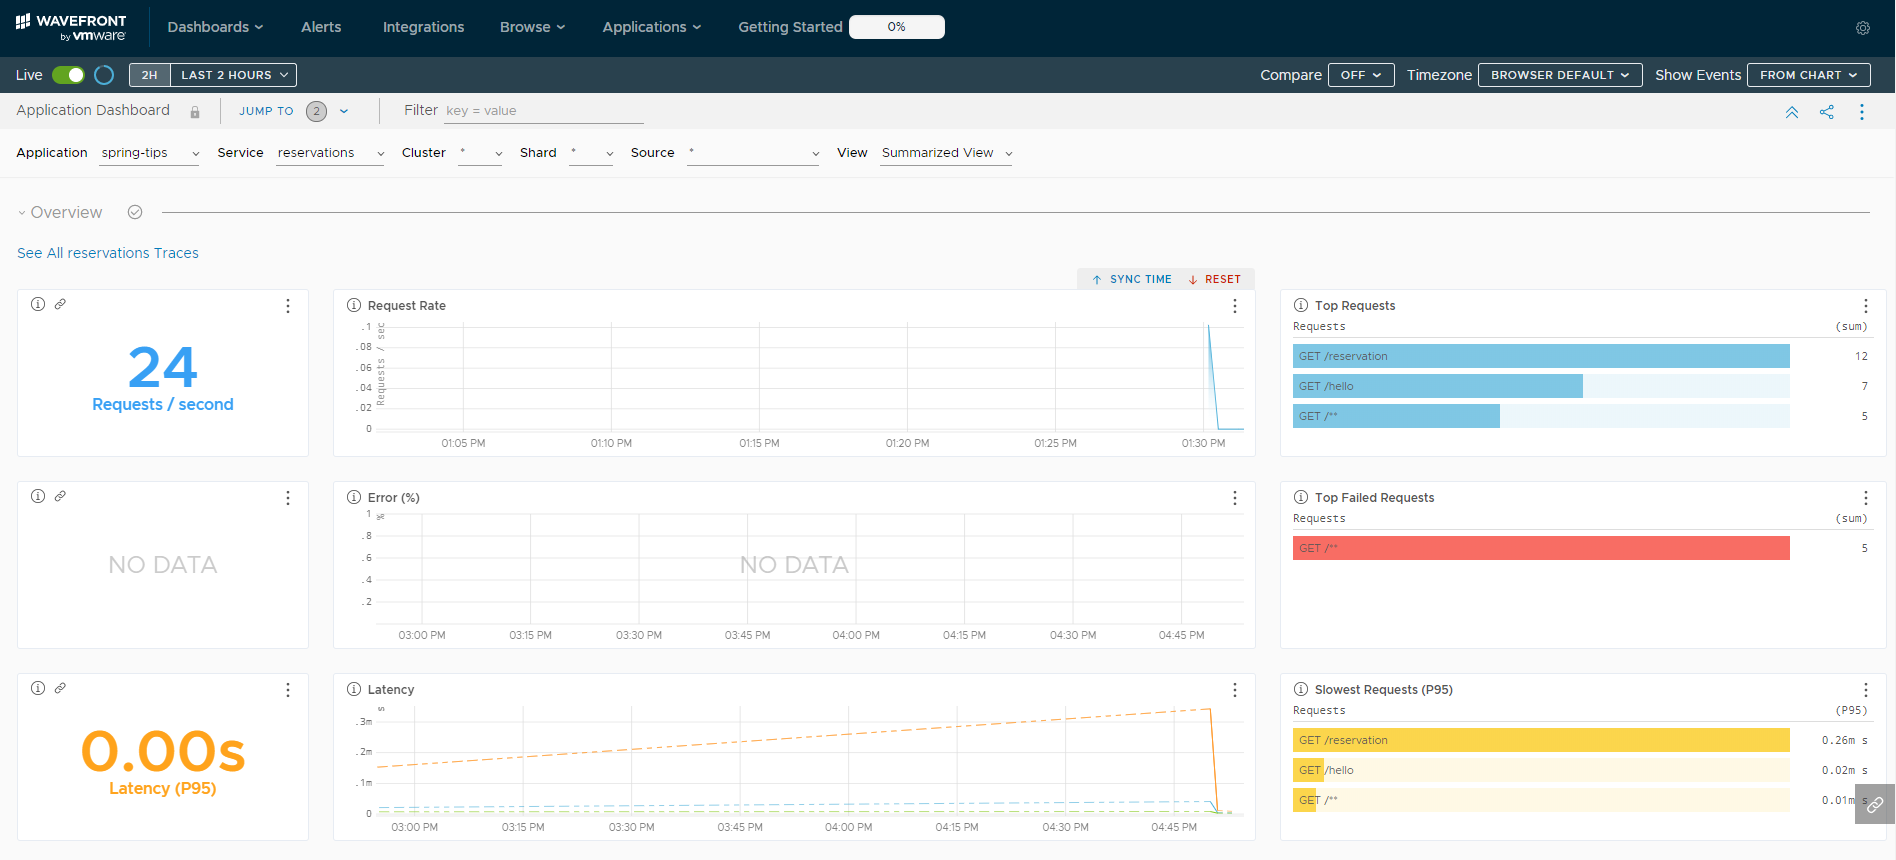 WAVEFRONT
by vmware
Dashboards
Alerts
Integrations
Browse
Applications
Getting Started
0%
Live
2H
LAST 2 HOURS
Compare
OFF
Timezone
BROWSER DEFAULT
Show Events
FROM CHART
Application Dashboard
JUMP TO
2
Filter
key = value
Application
spring-tips
Service
reservations
Cluster
*
Shard
*
Source
*
View
Summarized View
Overview
See All reservations Traces
SYNC TIME
RESET
24
Requests / second
Request Rate
Requests / sec
.1
.08
.06
.04
.02
0
01:05 PM
01:10 PM
01:15 PM
01:20 PM
01:25 PM
01:30 PM
Top Requests
Requests (sum)
GET /reservation 12
GET /hello 7
GET /** 5
NO DATA
Error (%)
%
1
.8
.6
.4
.2
NO DATA
03:00 PM
03:15 PM
03:30 PM
03:45 PM
04:00 PM
04:15 PM
04:30 PM
04:45 PM
Top Failed Requests
Requests (sum)
GET /** 5
0.00s
Latency (P95)
Latency
s
.3m
.2m
.1m
0
03:00 PM
03:15 PM
03:30 PM
03:45 PM
04:00 PM
04:15 PM
04:30 PM
04:45 PM
Slowest Requests (P95)
Requests (P95)
GET /reservation 0.26m s
GET /hello 0.02m s
GET /** 0.01m s